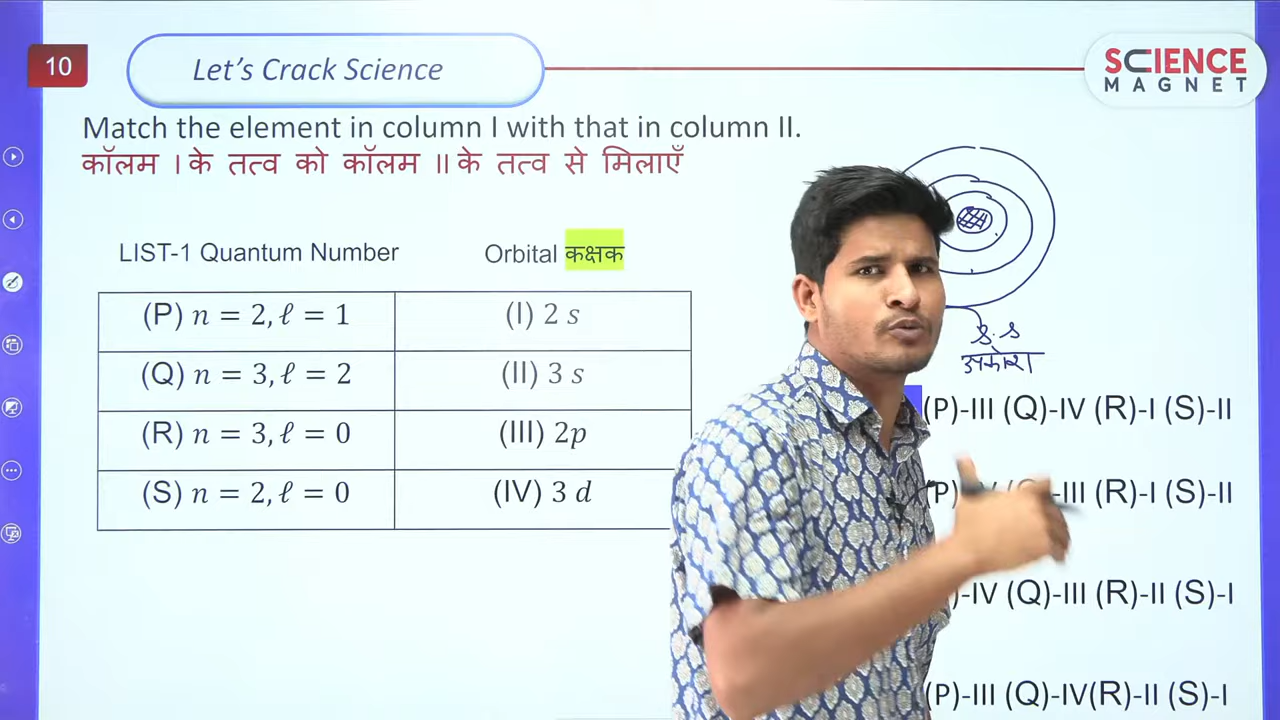 10
Let's Crack Science
SCIENCE
MAGNET
Match the element in column I with that in column II.
कॉलम I के तत्व को कॉलम II के तत्व से मिलाएँ
LIST-1 Quantum Number
Orbital कक्षक
(P) n = 2, ℓ = 1
(I) 2 s
(Q) n = 3, ℓ = 2
(II) 3 s
(R) n = 3, ℓ = 0
(III) 2p
(S) n = 2, ℓ = 0
(IV) 3 d
S.S
(P)-III (Q)-IV (R)-I (S)-II
-III (R)-I (S)-II
)-IV (Q)-III (R)-II (S)-I
(P)-III (Q)-IV(R)-II (S)-I